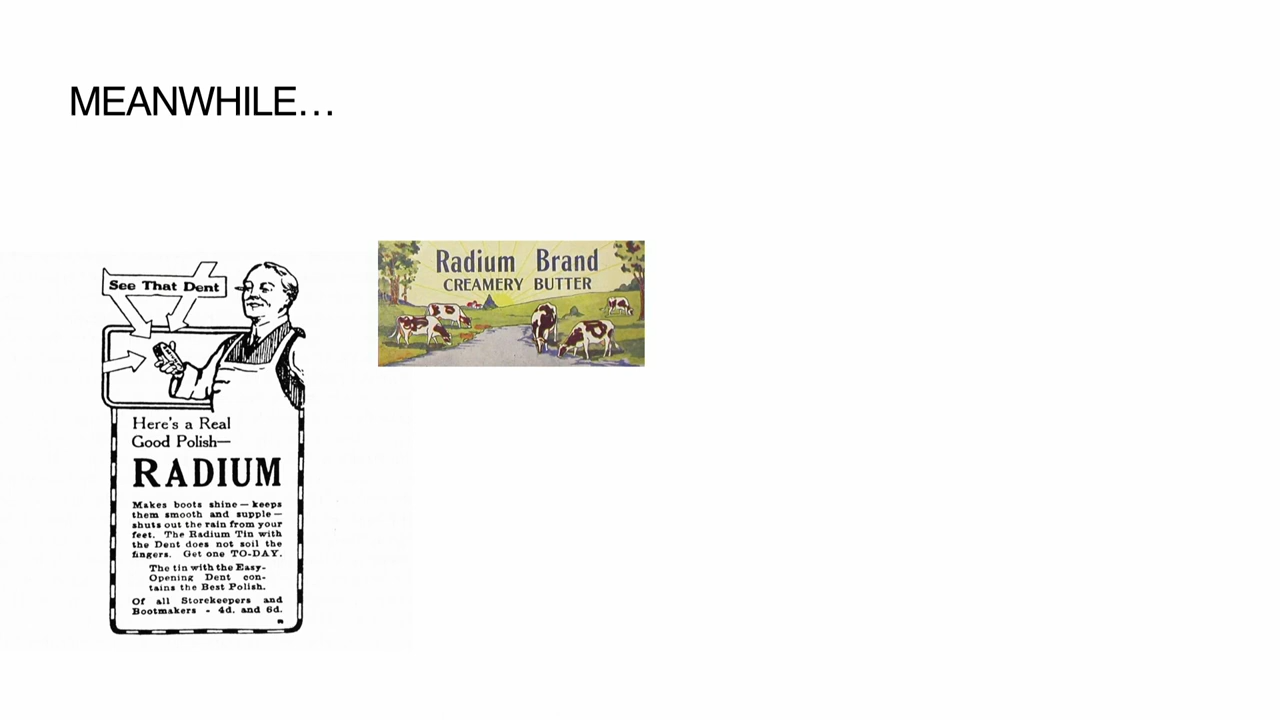 MEANWHILE…
See That Dent
Here's a Real
Good Polish—
RADIUM
Makes boots shine — keeps
them smooth and supple —
shuts out the rain from your
feet. The Radium Tin with
the Dent does not soil the
fingers. Get one TO-DAY.
The tin with the Easy-
Opening Dent con-
tains the Best Polish.
Of all Storekeepers and
Bootmakers - 4d. and 6d.
Radium Brand
CREAMERY BUTTER